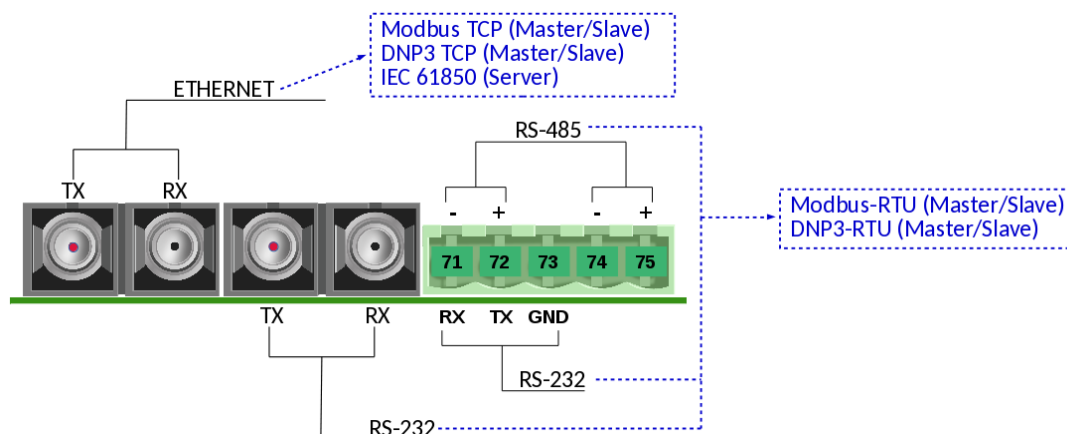 Modbus TCP (Master/Slave)
DNP3 TCP (Master/Slave)
IEC 61850 (Server)
ETHERNET
RS-485
TX RX
- + - +
Modbus-RTU (Master/Slave)
DNP3-RTU (Master/Slave)
71 72 73 74 75
TX RX RX TX GND
RS-232
RS-232